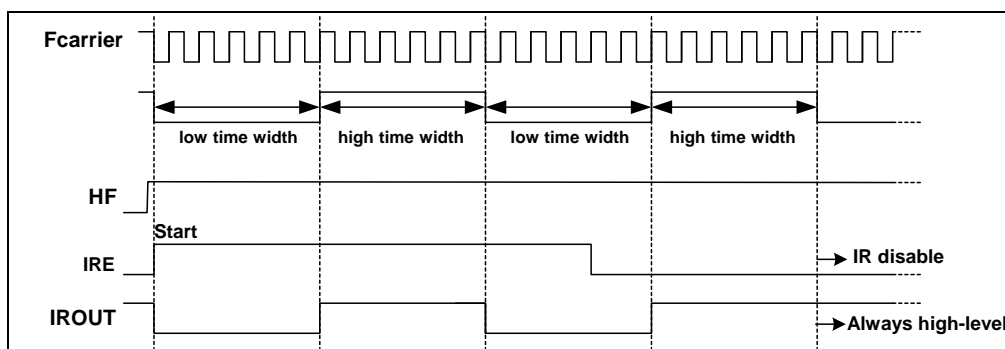 Fcarrier
low time width high time width low time width high time width
HF
Start
IRE
IR disable
IROUT
Always high-level